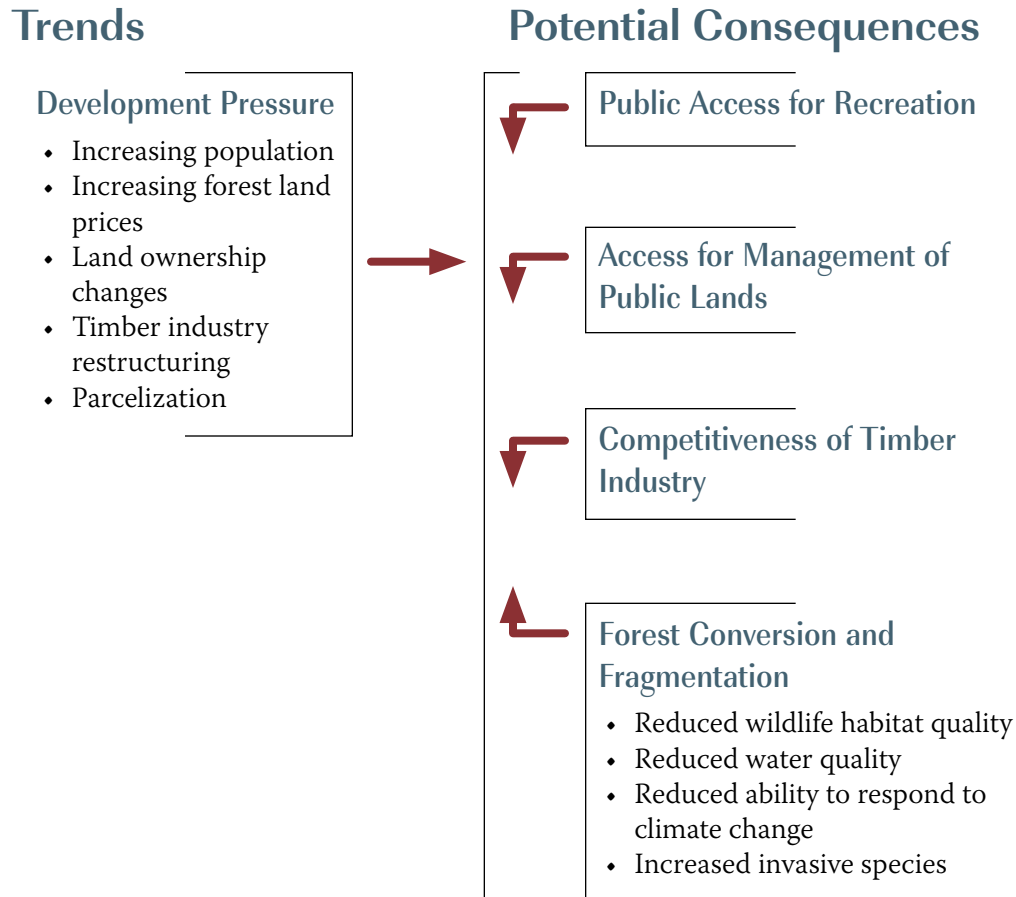 Trends
Development Pressure
• Increasing population
• Increasing forest land
prices
• Land ownership
changes
• Timber industry
restructuring
• Parcelization
Potential Consequences
Public Access for Recreation
Access for Management of
Public Lands
Competitiveness of Timber
Industry
Forest Conversion and
Fragmentation
• Reduced wildlife habitat quality
• Reduced water quality
• Reduced ability to respond to
climate change
• Increased invasive species